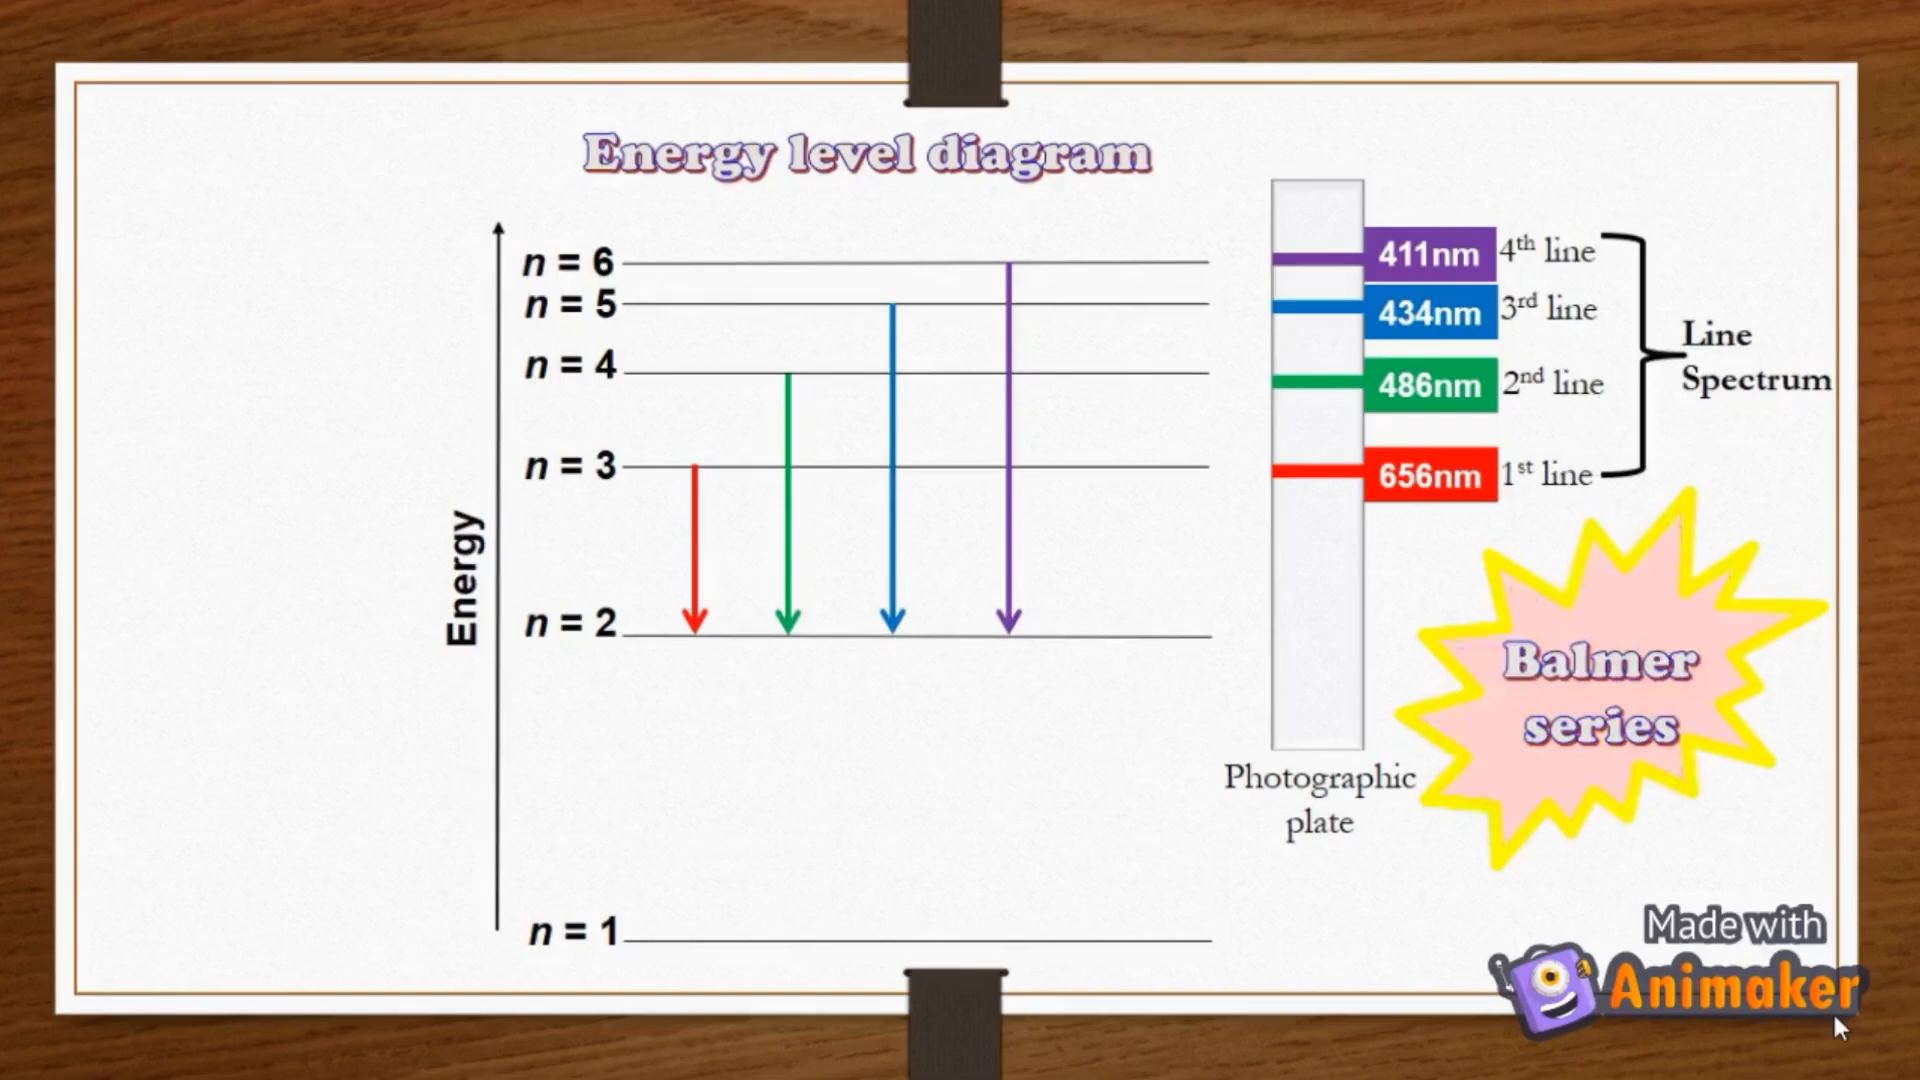 Energy level diagram
n = 6
n = 5
n = 4
n = 3
n = 2
n = 1
Energy
411nm 4th line
434nm 3rd line
486nm 2nd line
656nm 1st line
Line
Spectrum
Photographic
plate
Balmer
series
Made with
Animaker